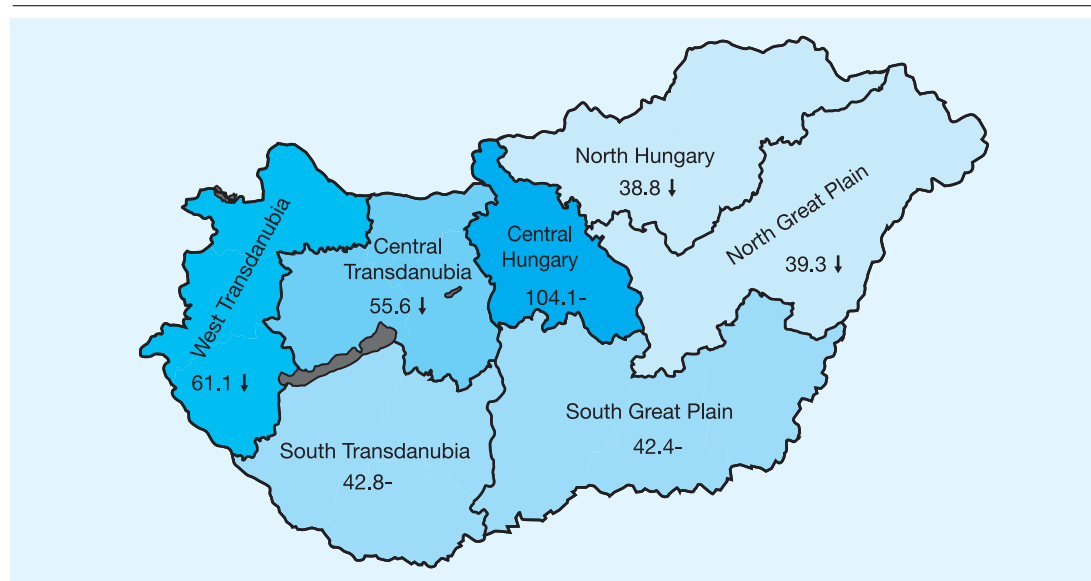 North Hungary
38.8 ↓
North Great Plain
39.3 ↓
Central
Hungary
104.1-
Central
Transdanubia
55.6 ↓
West Transdanubia
61.1 ↓
South Great Plain
42.4-
South Transdanubia
42.8-